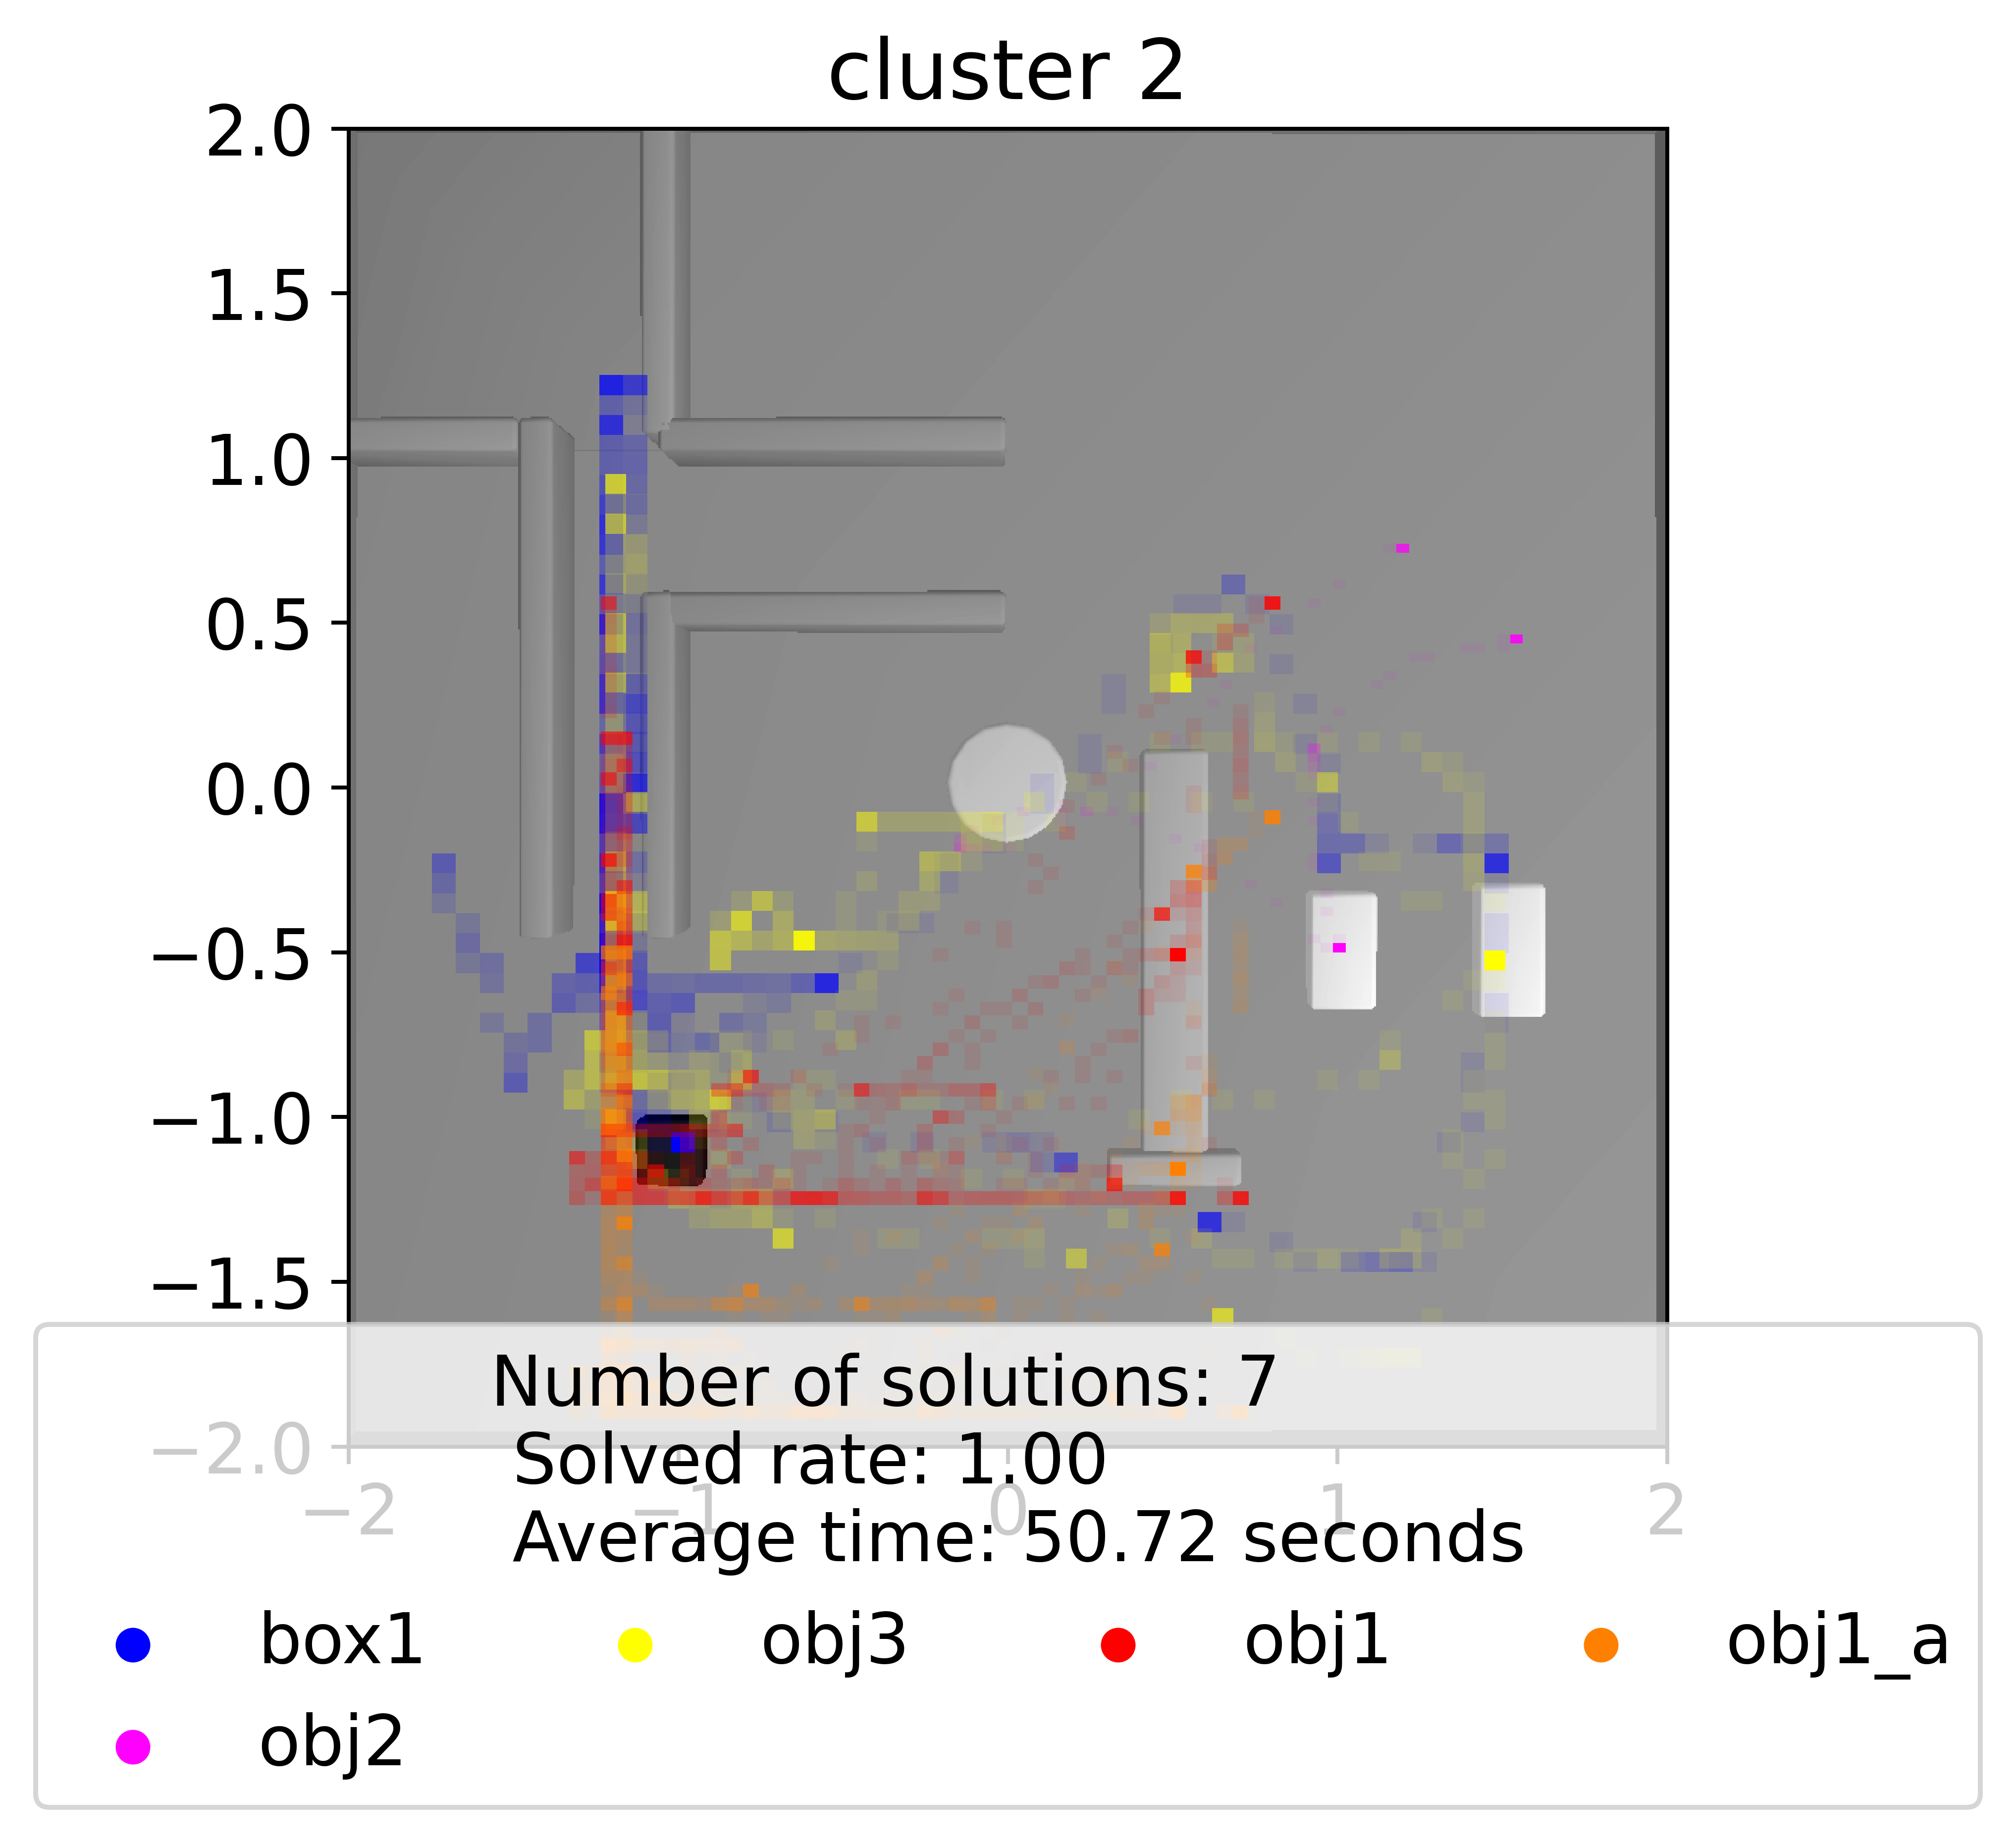 cluster 2
2.0
1.5
1.0
0.5
0.0
−0.5
−1.0
−1.5
−2.0
−2 −1 0 1 2
Number of solutions: 7
Solved rate: 1.00
Average time: 50.72 seconds
box1 obj3 obj1 obj1_a
obj2